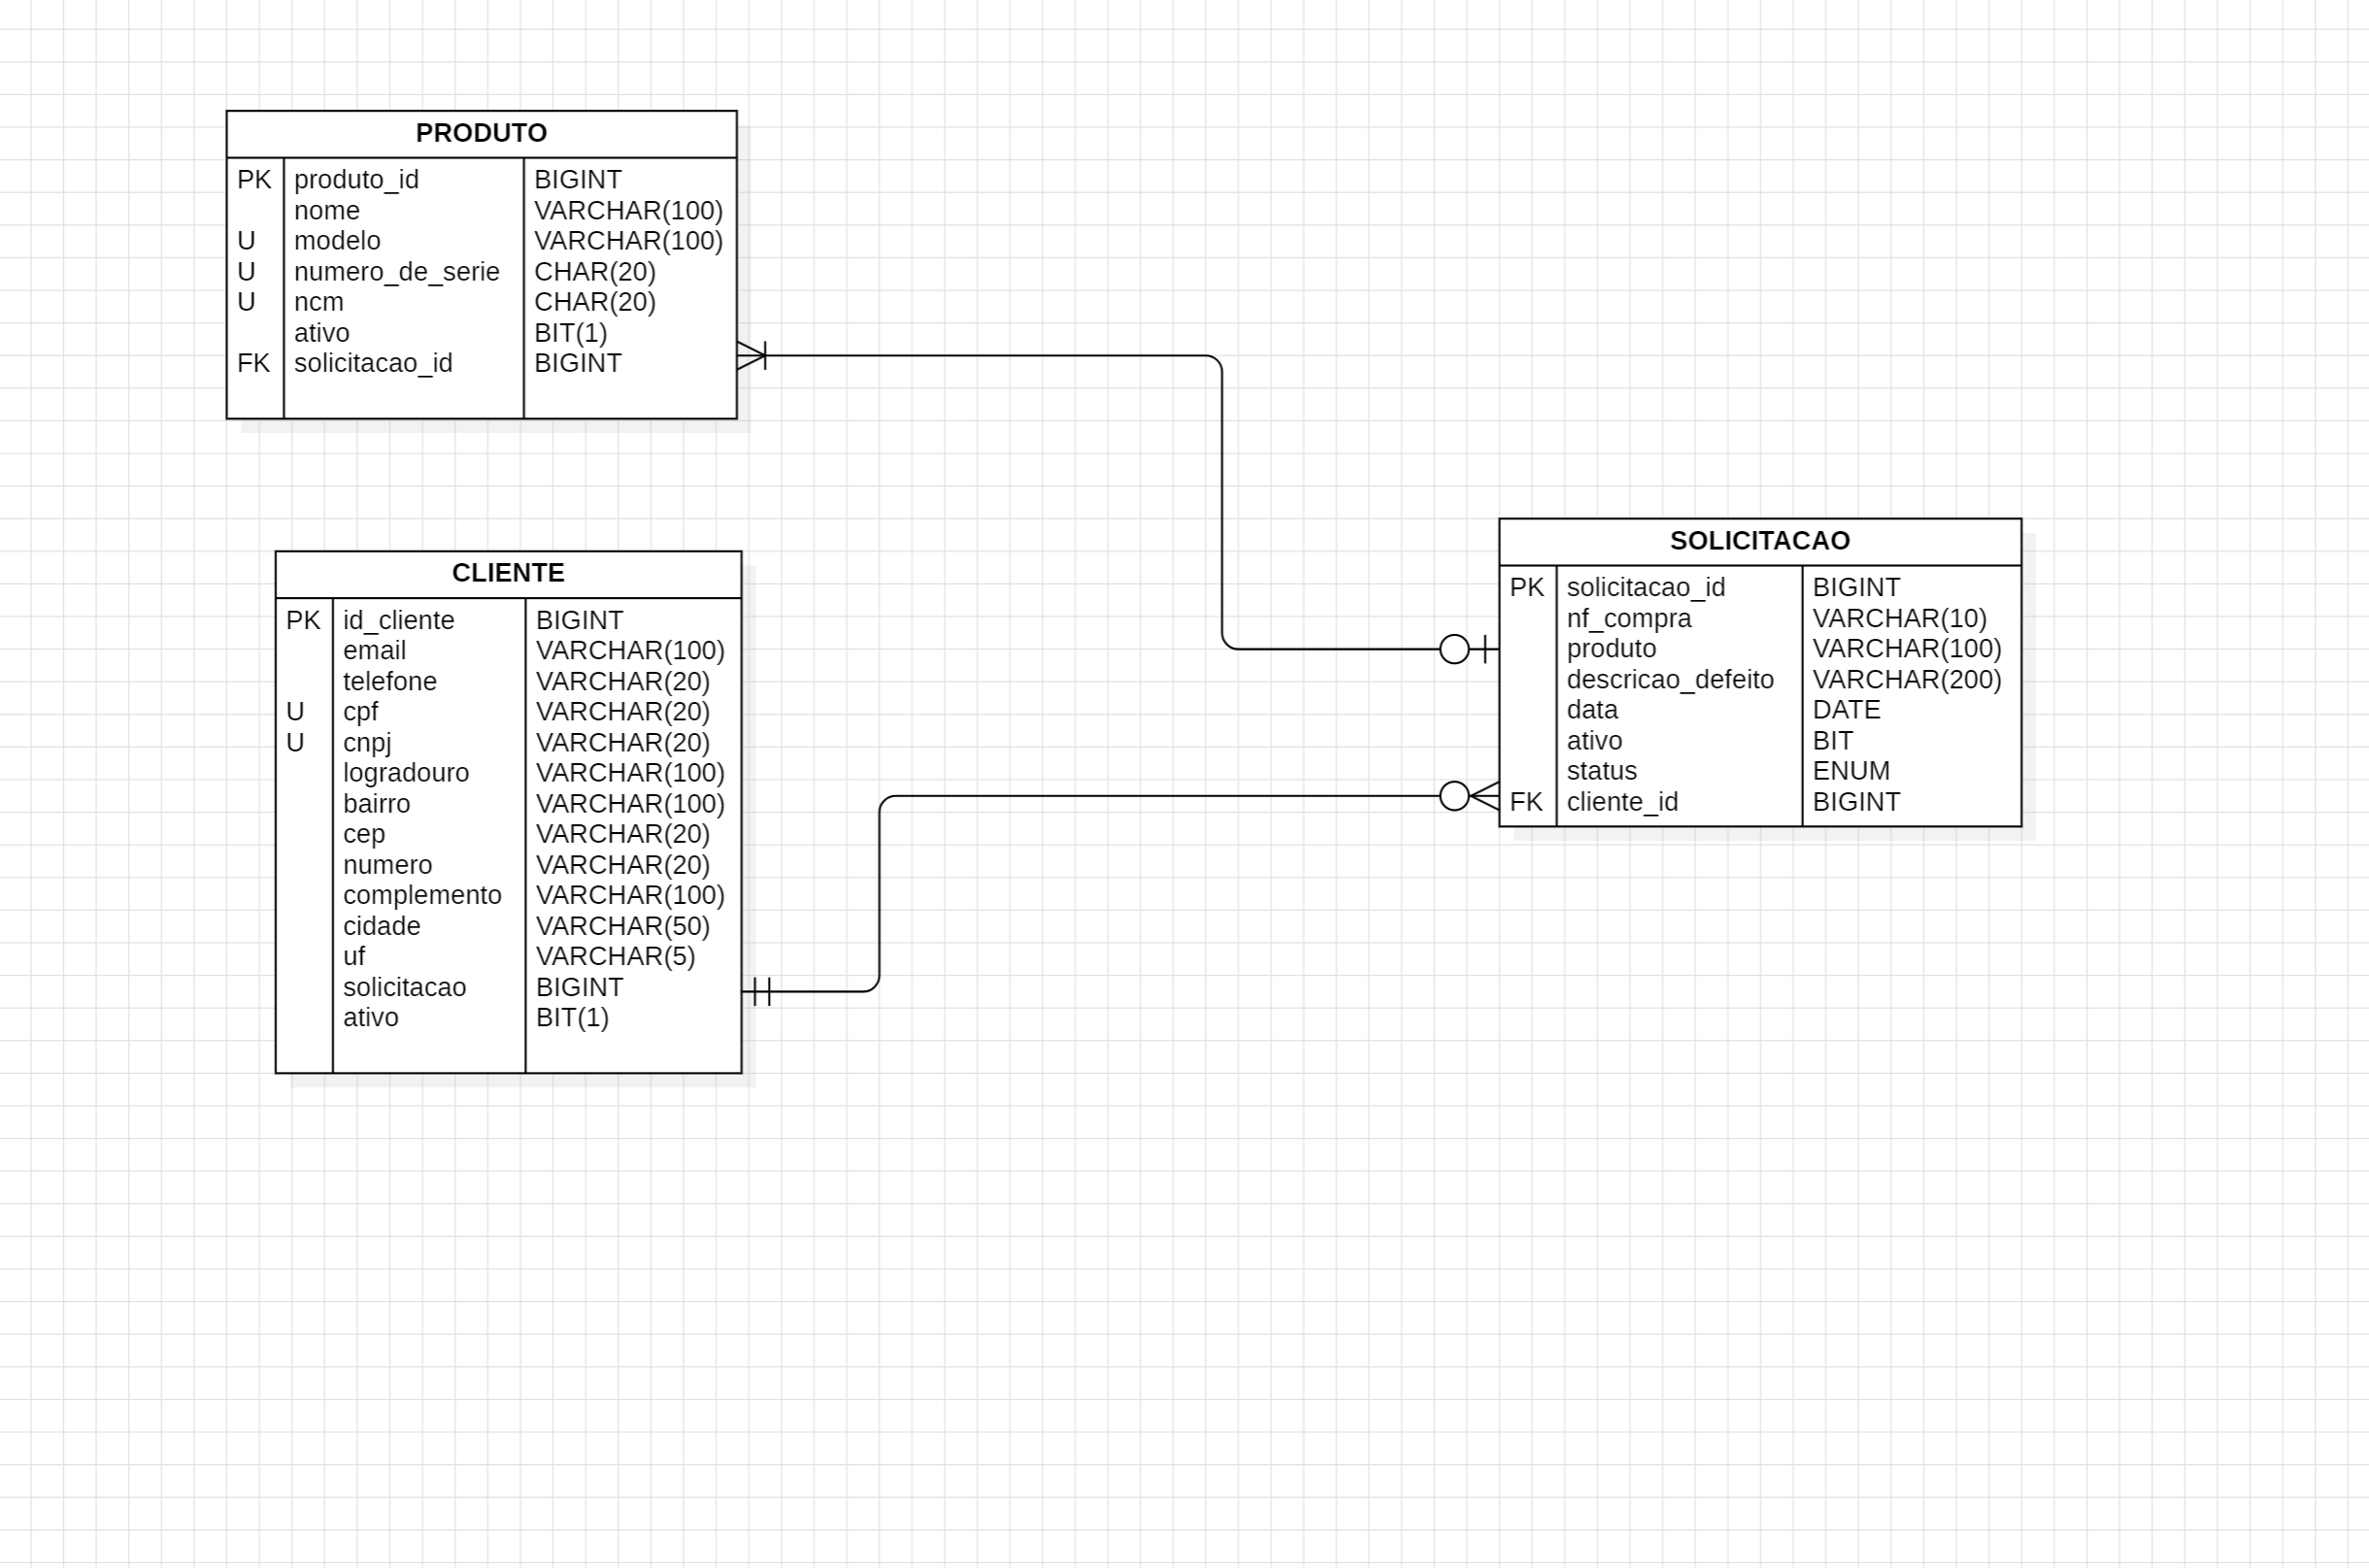 PRODUTO
PK produto_id BIGINT
nome VARCHAR(100)
U modelo VARCHAR(100)
U numero_de_serie CHAR(20)
U ncm CHAR(20)
ativo BIT(1)
FK solicitacao_id BIGINT
CLIENTE
PK id_cliente BIGINT
email VARCHAR(100)
telefone VARCHAR(20)
U cpf VARCHAR(20)
U cnpj VARCHAR(20)
logradouro VARCHAR(100)
bairro VARCHAR(100)
cep VARCHAR(20)
numero VARCHAR(20)
complemento VARCHAR(100)
cidade VARCHAR(50)
uf VARCHAR(5)
solicitacao BIGINT
ativo BIT(1)
SOLICITACAO
PK solicitacao_id BIGINT
nf_compra VARCHAR(10)
produto VARCHAR(100)
descricao_defeito VARCHAR(200)
data DATE
ativo BIT
status ENUM
FK cliente_id BIGINT